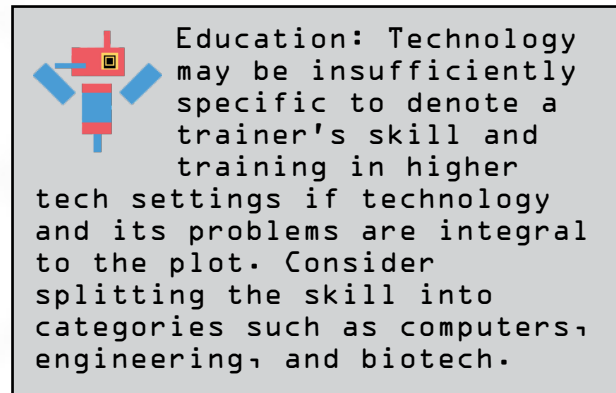 Education: Technology
may be insufficiently
specific to denote a
trainer's skill and
training in higher
tech settings if technology
and its problems are integral
to the plot. Consider
splitting the skill into
categories such as computers,
engineering, and biotech.